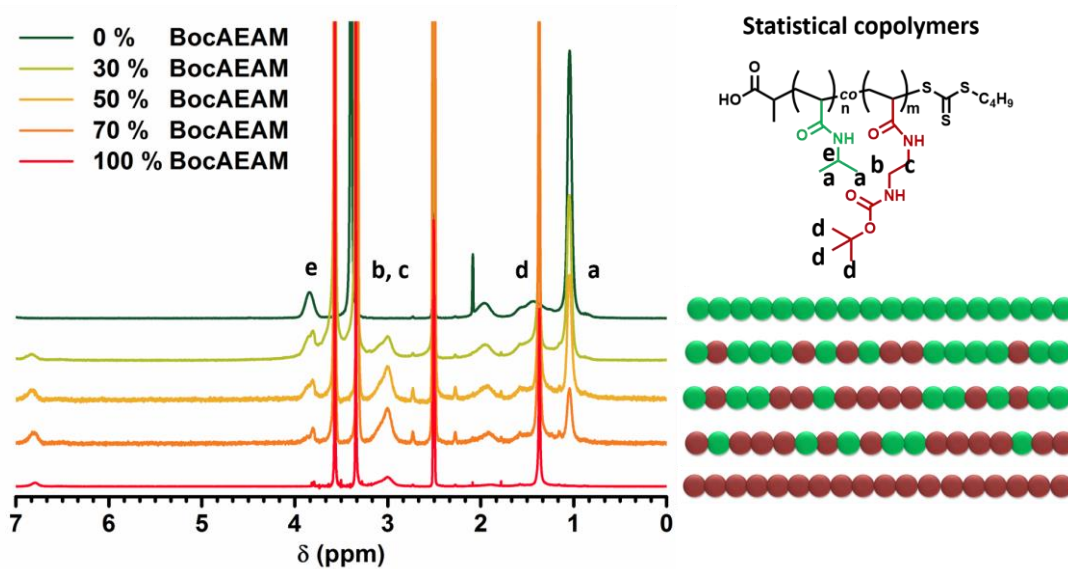 0 % BocAEAM
30 % BocAEAM
50 % BocAEAM
70 % BocAEAM
100 % BocAEAM
e
b, c
d
a
7
6
5
4
3
2
1
0
δ (ppm)
Statistical copolymers
O
HO
n
co
m
S
S
C4H9
S
O
NH
O
NH
e
a
a
b
c
O
NH
O
d
d
d